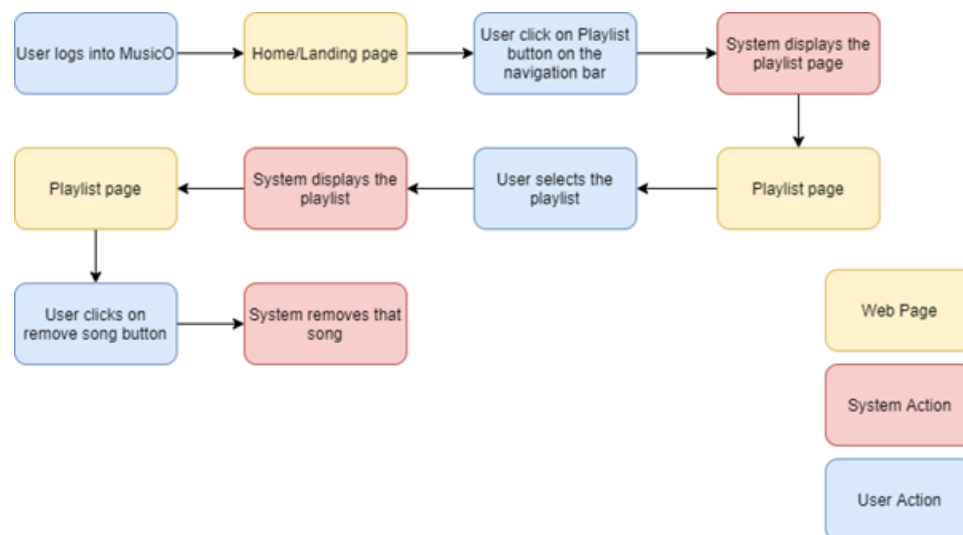 User logs into MusicO
Home/Landing page
User click on Playlist
button on the
navigation bar
System displays the
playlist page
Playlist page
User selects the
playlist
System displays the
playlist
Playlist page
User clicks on
remove song button
System removes that
song
Web Page
System Action
User Action